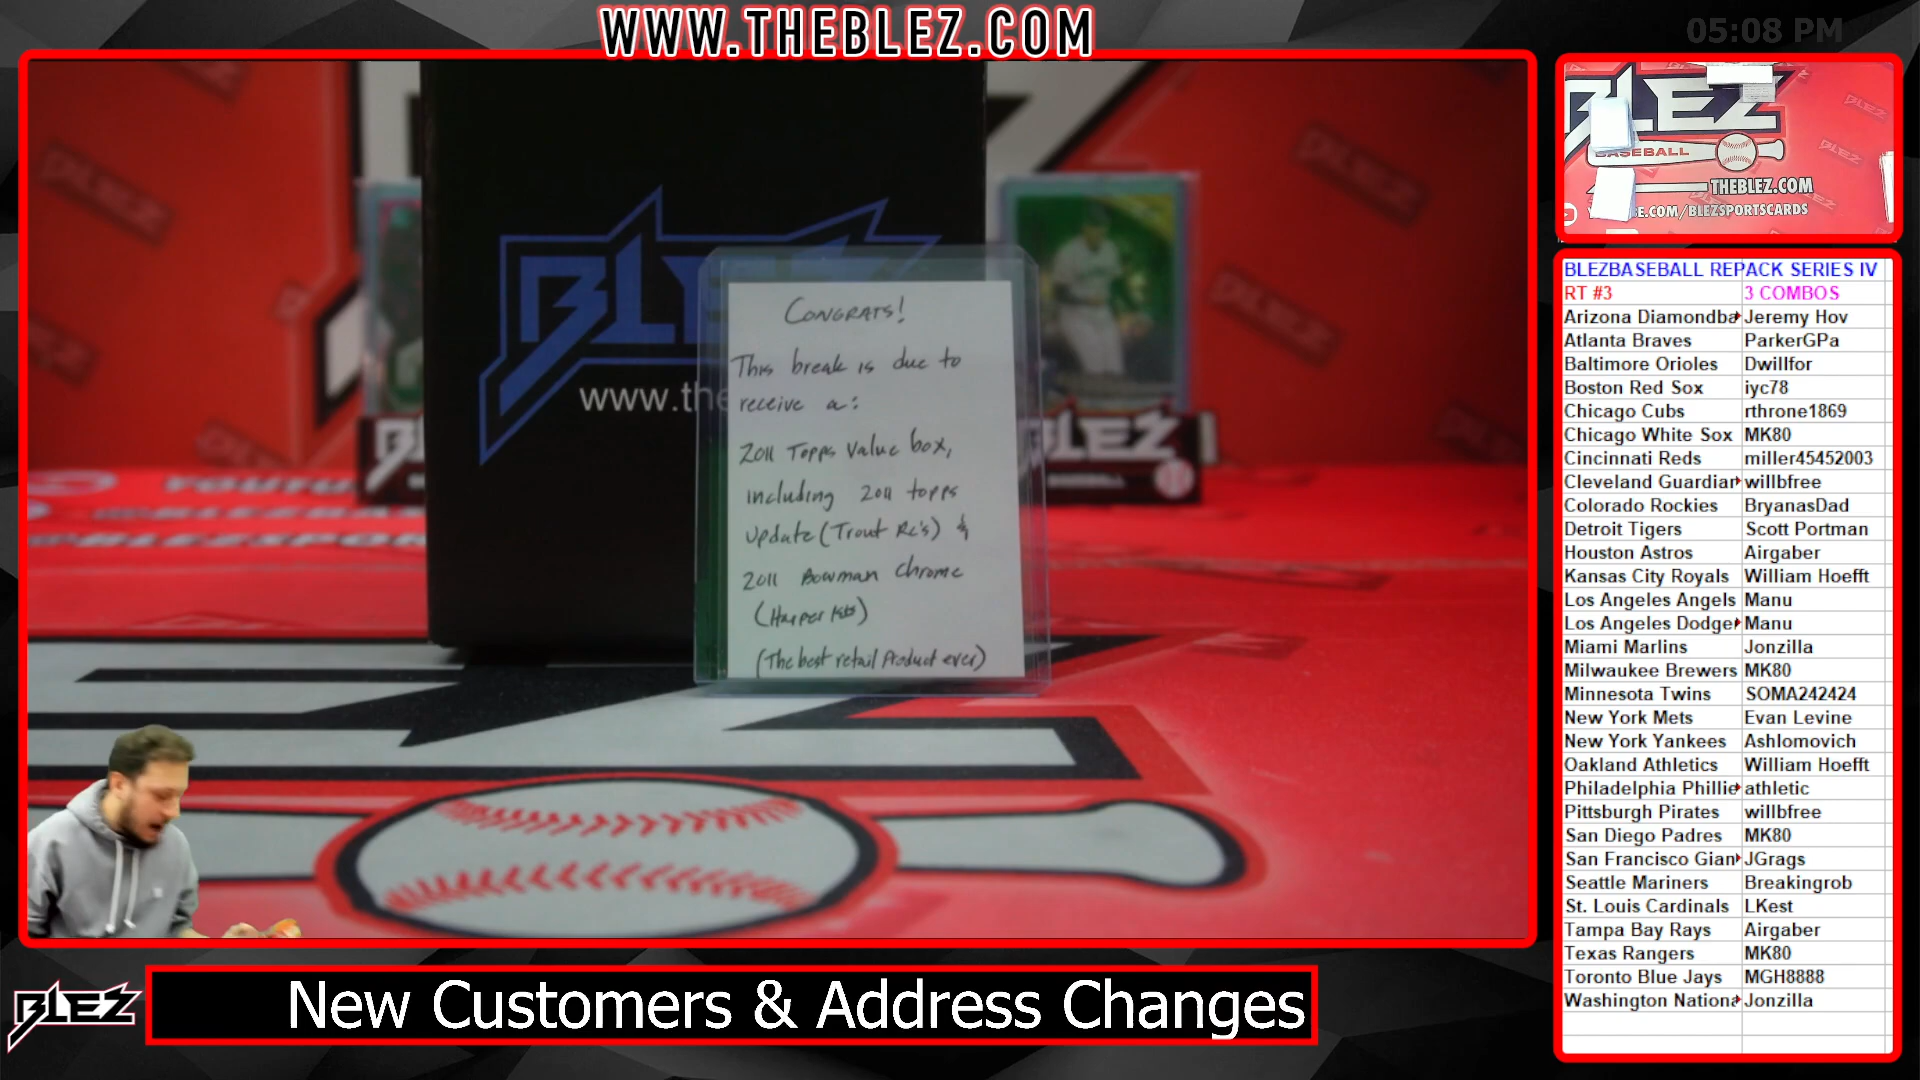 WWW.THEBLEZ.COM
05:08 PM
BLEZ
www.the
CONGRATS!
This break is due to
receive a:
2011 Topps Value box,
including 2011 topps
update (Trout RC's) &
2011 Bowman Chrome
(Harper
(The best retail Product ever)
BLEZ
BASEBALL
BLEZ
BASEBALL
THEBLEZ.COM
E.COM/BLEZSPORTSCARDS
BLEZBASEBALL REPACK SERIES IV
RT #3 3 COMBOS
Arizona Diamondba Jeremy Hov
Atlanta Braves ParkerGPa
Baltimore Orioles Dwillfor
Boston Red Sox iyc78
Chicago Cubs rthrone1869
Chicago White Sox MK80
Cincinnati Reds miller45452003
Cleveland Guardian willbfree
Colorado Rockies BryanasDad
Detroit Tigers Scott Portman
Houston Astros Airgaber
Kansas City Royals William Hoefft
Los Angeles Angels Manu
Los Angeles Dodge Manu
Miami Marlins Jonzilla
Milwaukee Brewers MK80
Minnesota Twins SOMA242424
New York Mets Evan Levine
New York Yankees Ashlomovich
Oakland Athletics William Hoefft
Philadelphia Phillie athletic
Pittsburgh Pirates willbfree
San Diego Padres MK80
San Francisco Gian JGrags
Seattle Mariners Breakingrob
St. Louis Cardinals LKest
Tampa Bay Rays Airgaber
Texas Rangers MK80
Toronto Blue Jays MGH8888
Washington Nationa Jonzilla
BLEZ
New Customers & Address Changes